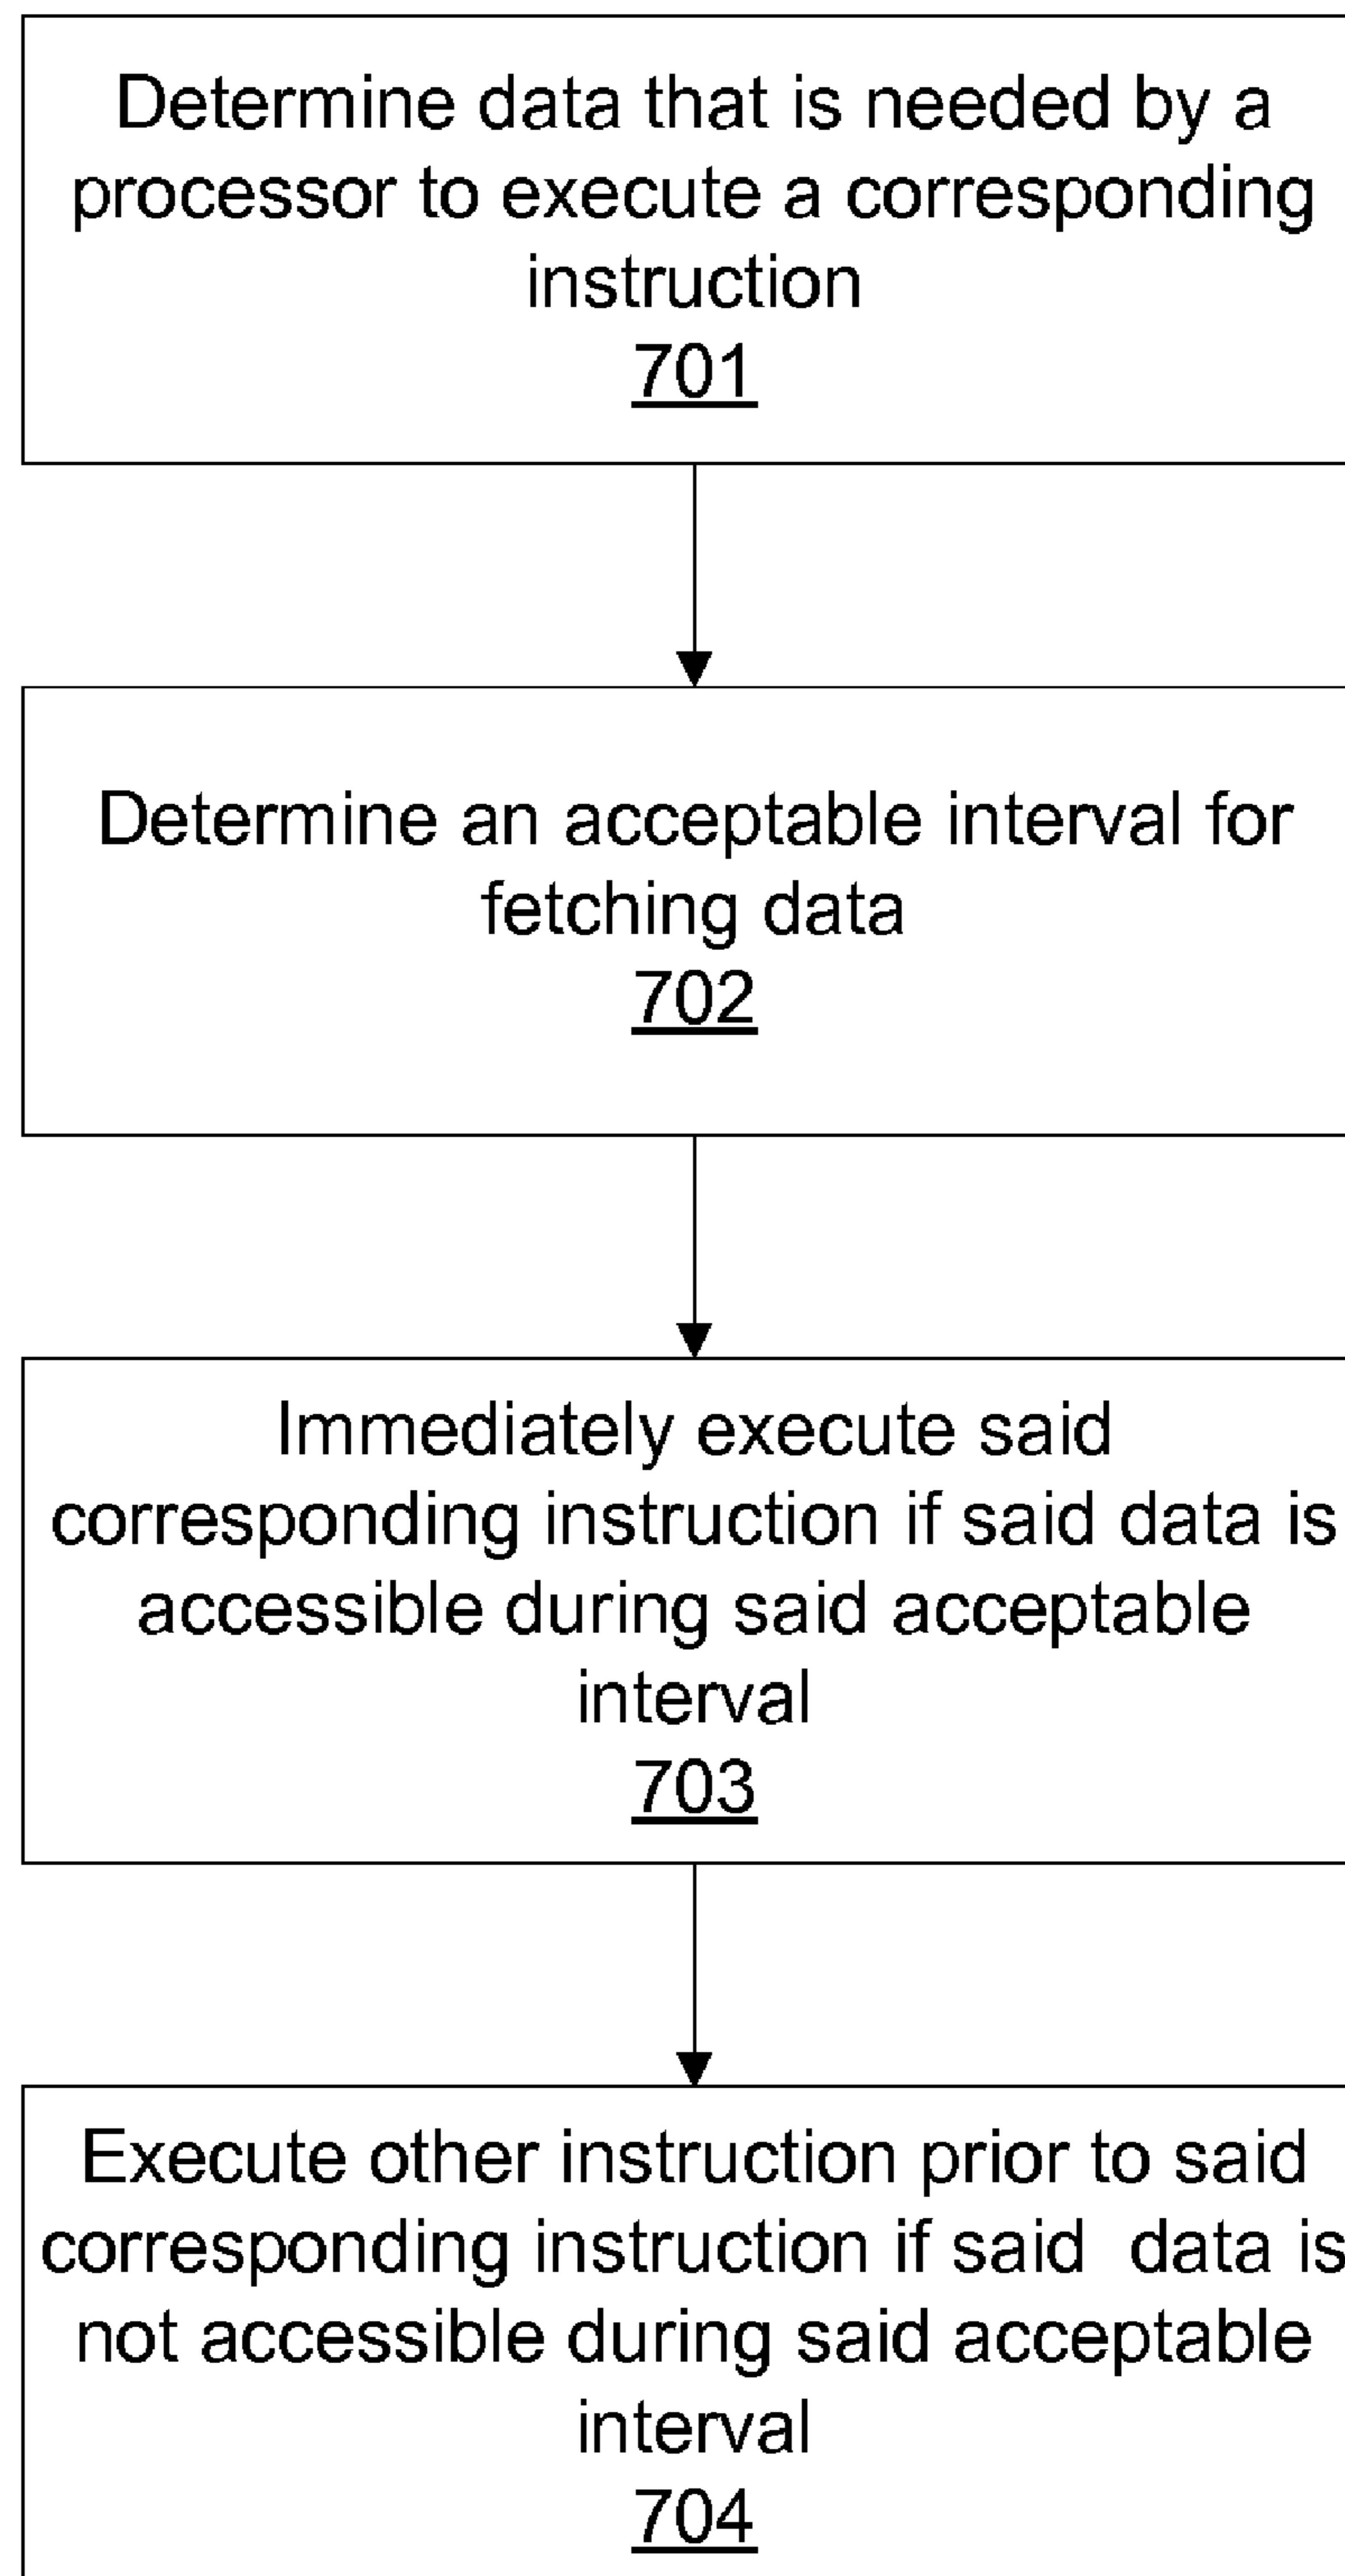 Determine data that is needed by a
processor to execute a corresponding
instruction
701
Determine an acceptable interval for
fetching data
702
Immediately execute said
corresponding instruction if said data is
accessible during said acceptable
interval
703
Execute other instruction prior to said
corresponding instruction if said  data is
not accessible during said acceptable
interval
704